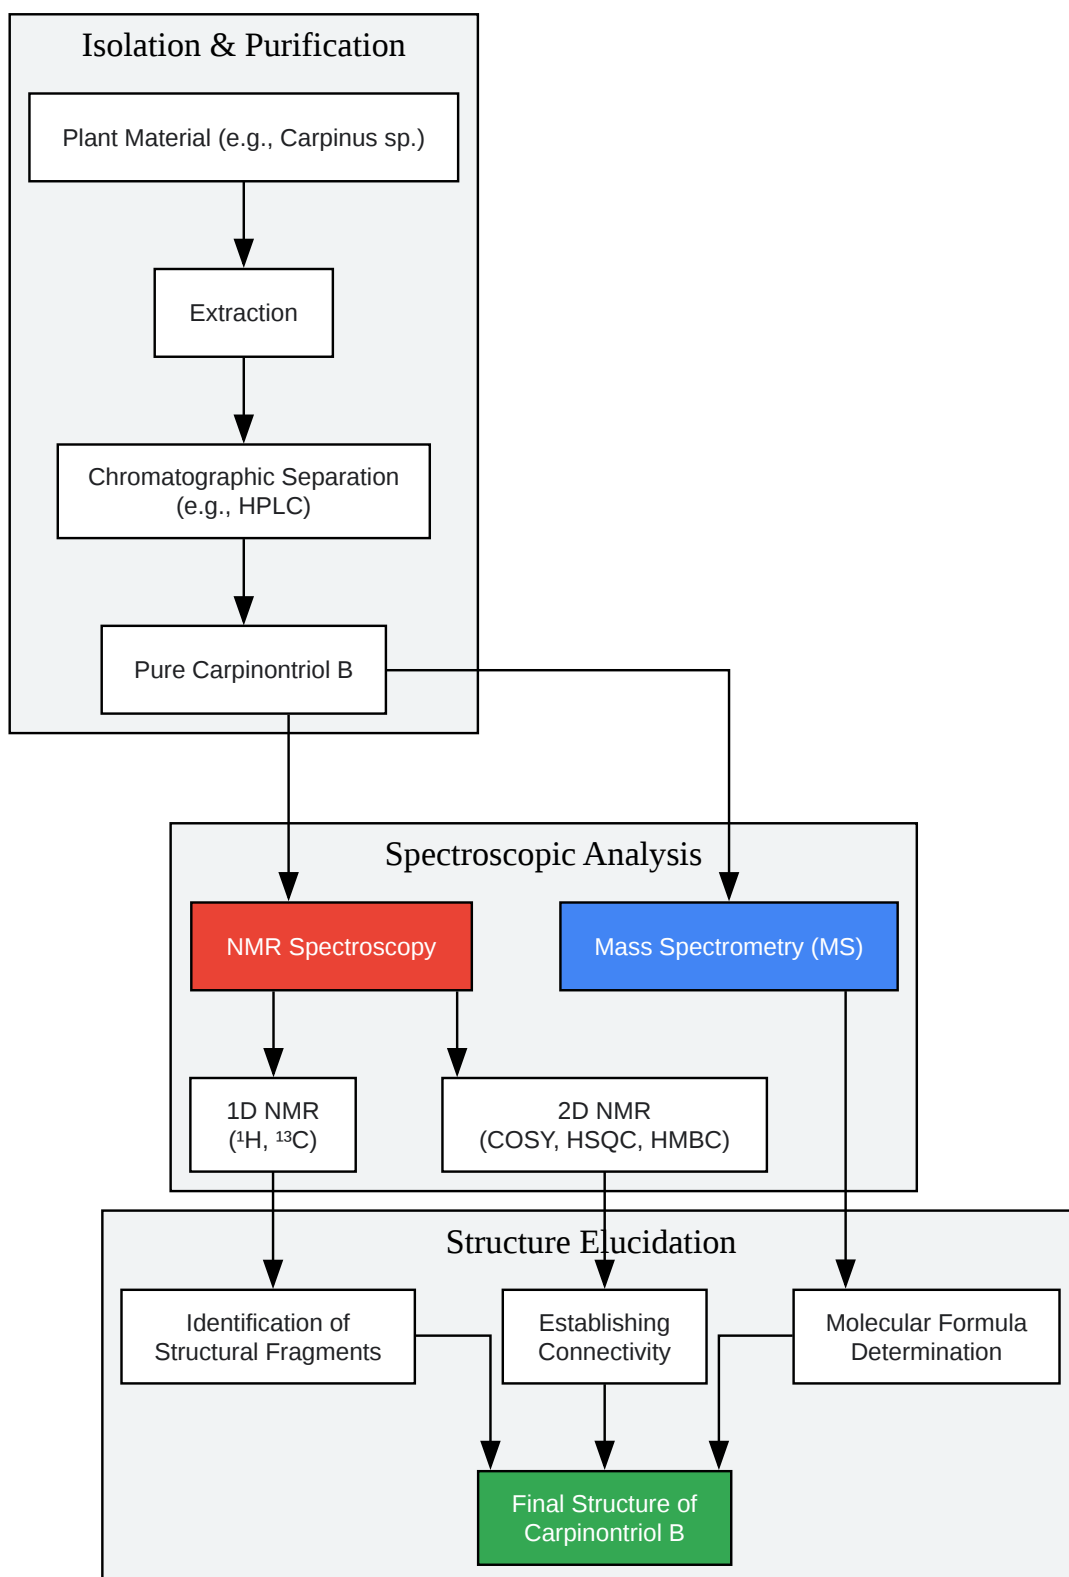 Isolation & Purification
Plant Material (e.g., Carpinus sp.)
Extraction
Chromatographic Separation
(e.g., HPLC)
Pure Carpinontriol B
Spectroscopic Analysis
NMR Spectroscopy
Mass Spectrometry (MS)
1D NMR
(¹H, ¹³C)
2D NMR
(COSY, HSQC, HMBC)
Structure Elucidation
Identification of
Structural Fragments
Establishing
Connectivity
Molecular Formula
Determination
Final Structure of
Carpinontriol B